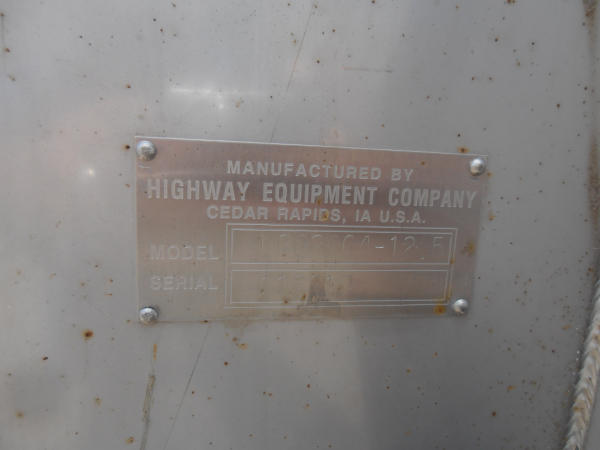 MANUFACTURED BY
HIGHWAY EQUIPMENT COMPANY
CEDAR RAPIDS, IA U.S.A.
MODEL
SERIAL